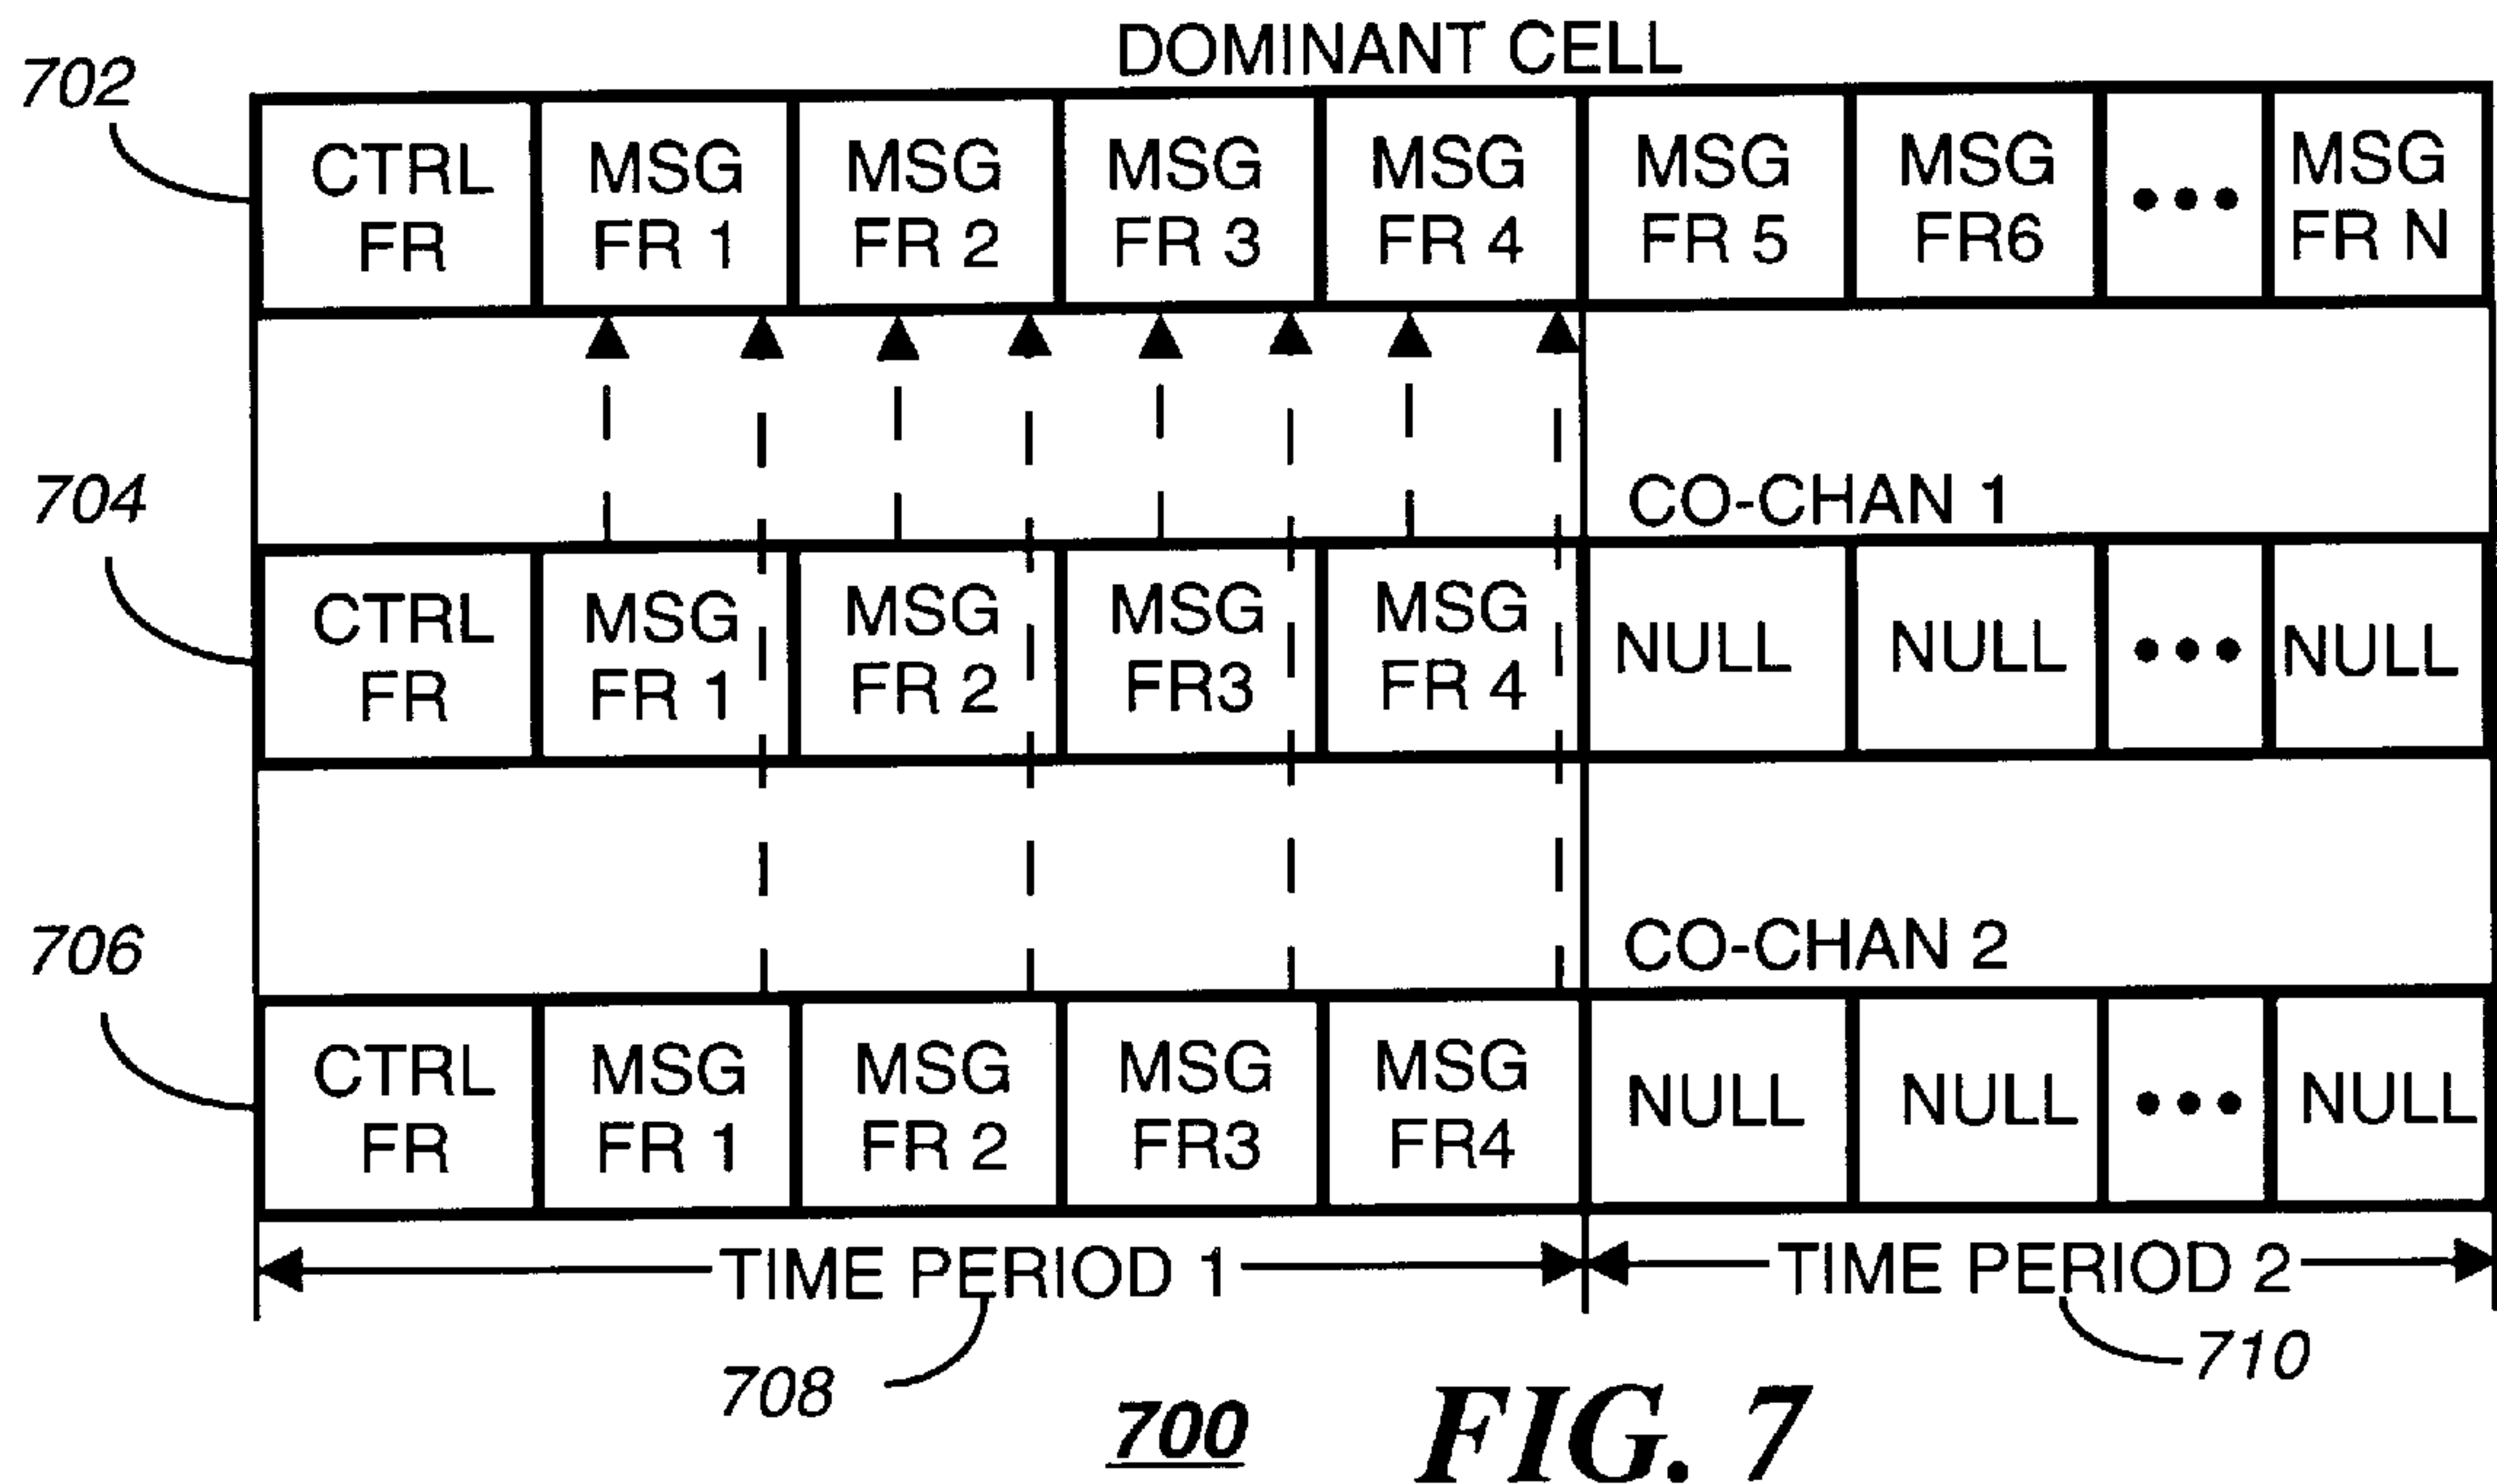 DOMINANT CELL
702
CTRL FR
MSG FR 1
MSG FR 2
MSG FR 3
MSG FR 4
MSG FR 5
MSG FR6
•••
MSG FR N
704
CO-CHAN 1
CTRL FR
MSG FR 1
MSG FR 2
MSG FR3
MSG FR 4
NULL
NULL
•••
NULL
706
CO-CHAN 2
CTRL FR
MSG FR 1
MSG FR 2
MSG FR3
MSG FR4
NULL
NULL
•••
NULL
TIME PERIOD 1
TIME PERIOD 2
708
710
700
FIG. 7